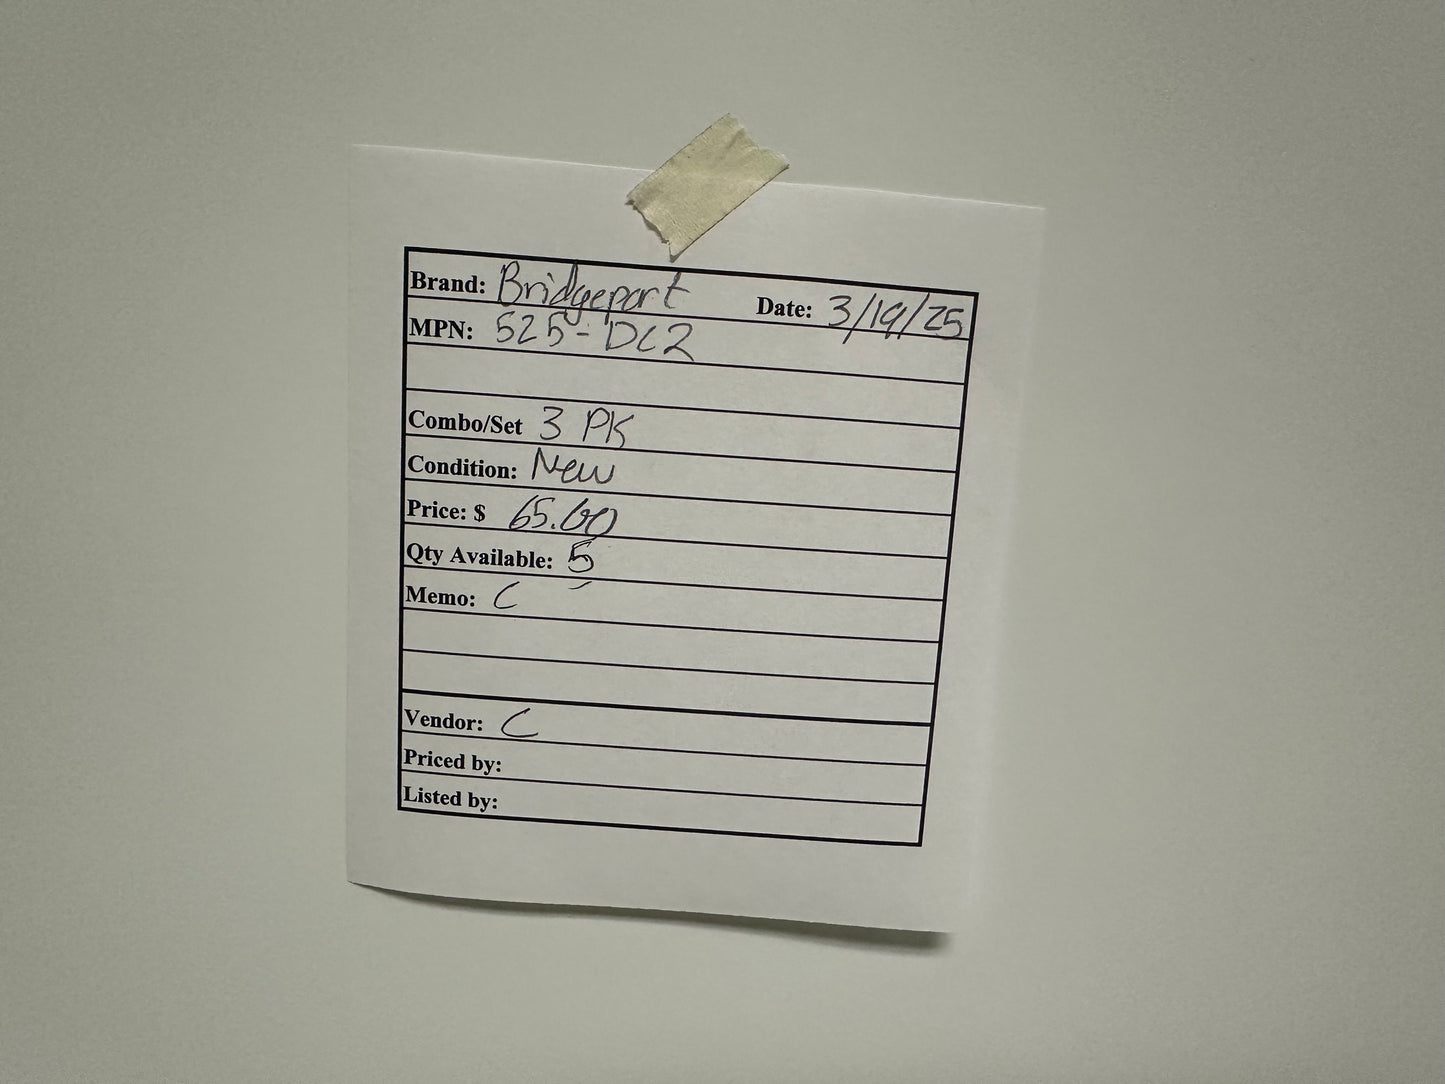 Brand: Bridgeport Date: 3/19/25
MPN: 525-DC2
Combo/Set 3 PK
Condition: New
Price: $ 65.00
Qty Available: 5
Memo: C
Vendor: C
Priced by:
Listed by: